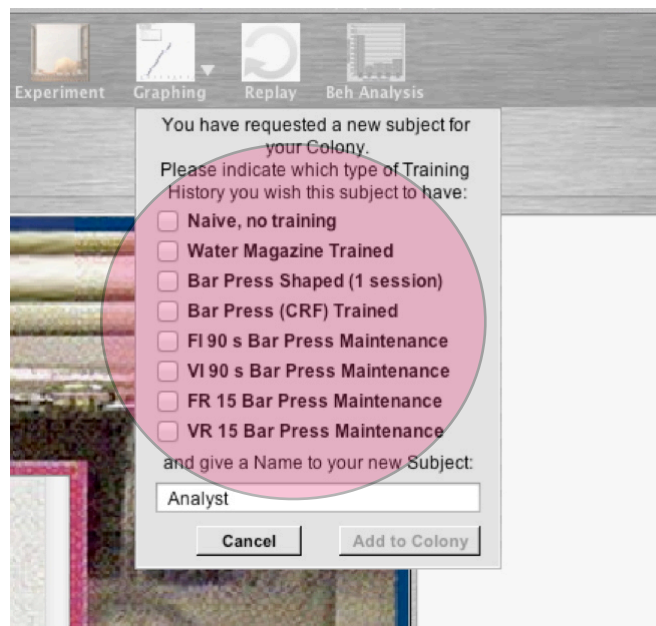 Experiment Graphing Replay Beh Analysis
You have requested a new subject for
your Colony.
Please indicate which type of Training
History you wish this subject to have:
Naive, no training
Water Magazine Trained
Bar Press Shaped (1 session)
Bar Press (CRF) Trained
FI 90 s Bar Press Maintenance
VI 90 s Bar Press Maintenance
FR 15 Bar Press Maintenance
VR 15 Bar Press Maintenance
and give a Name to your new Subject:
Analyst
Cancel Add to Colony